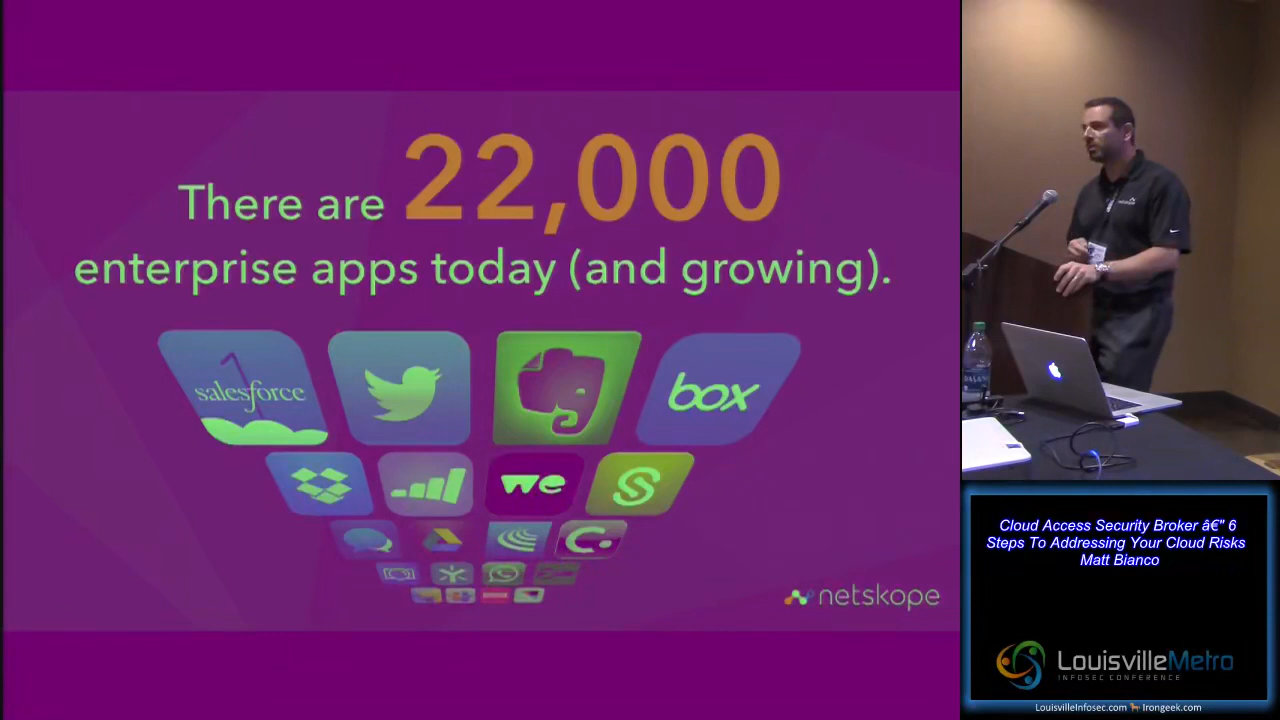 There are 22,000
enterprise apps today (and growing).
salesforce
box
we
netskope
DASANI
Cloud Access Security Broker â€" 6
Steps To Addressing Your Cloud Risks
Matt Bianco
LouisvilleMetro
INFOSEC CONFERENCE
LouisvilleInfosec.com Irongeek.com